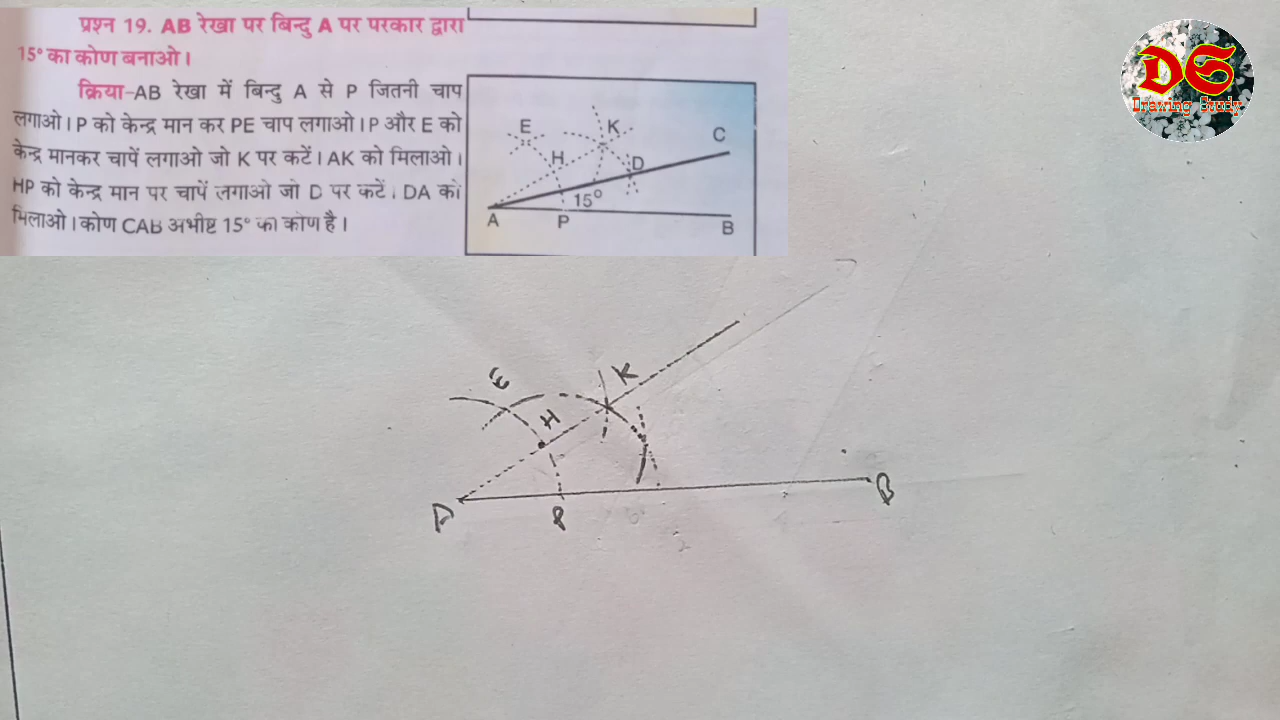 प्रश्न 19. AB रेखा पर बिन्दु A पर परकार द्वारा
15° का कोण बनाओ।
क्रिया-AB रेखा में बिन्दु A से P जितनी चाप
लगाओ। P को केन्द्र मान कर PE चाप लगाओ। P और E को
केन्द्र मानकर चापें लगाओ जो K पर कटें। AK को मिलाओ।
HP को केन्द्र मान पर चापें लगाओ जो D पर कटें। DA को
मिलाओ। कोण CAB अभीष्ट 15° का कोण है।
E K C
H D
15°
A P B
DS
Drawing Study
E K
H
P B